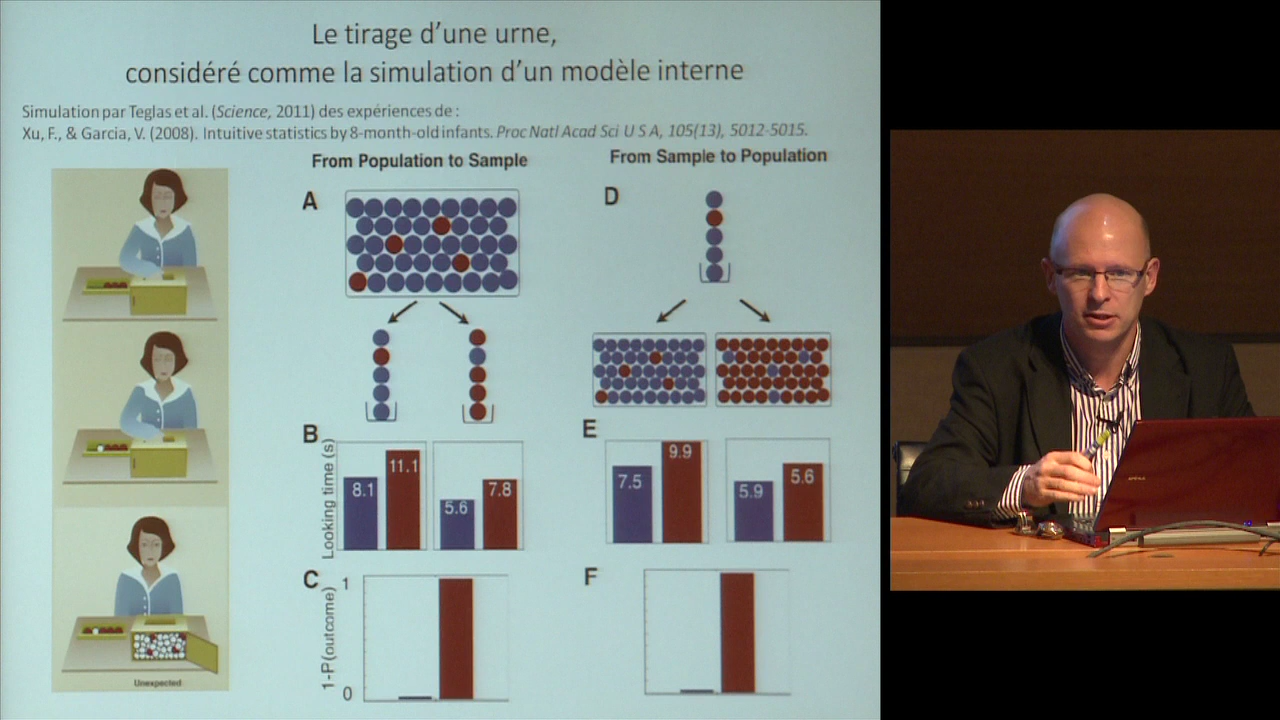 Le tirage d'une urne,
considéré comme la simulation d'un modèle interne
Simulation par Teglas et al. (Science, 2011) des expériences de :
Xu, F., & Garcia, V. (2008). Intuitive statistics by 8-month-old infants. Proc Natl Acad Sci U S A, 105(13), 5012-5015.
From Population to Sample
From Sample to Population
A
D
B
Looking time (s)
8.1
11.1
5.6
7.8
E
7.5
9.9
5.9
5.6
C
1-P(outcome)
1
0
F
Unexpected
DELL